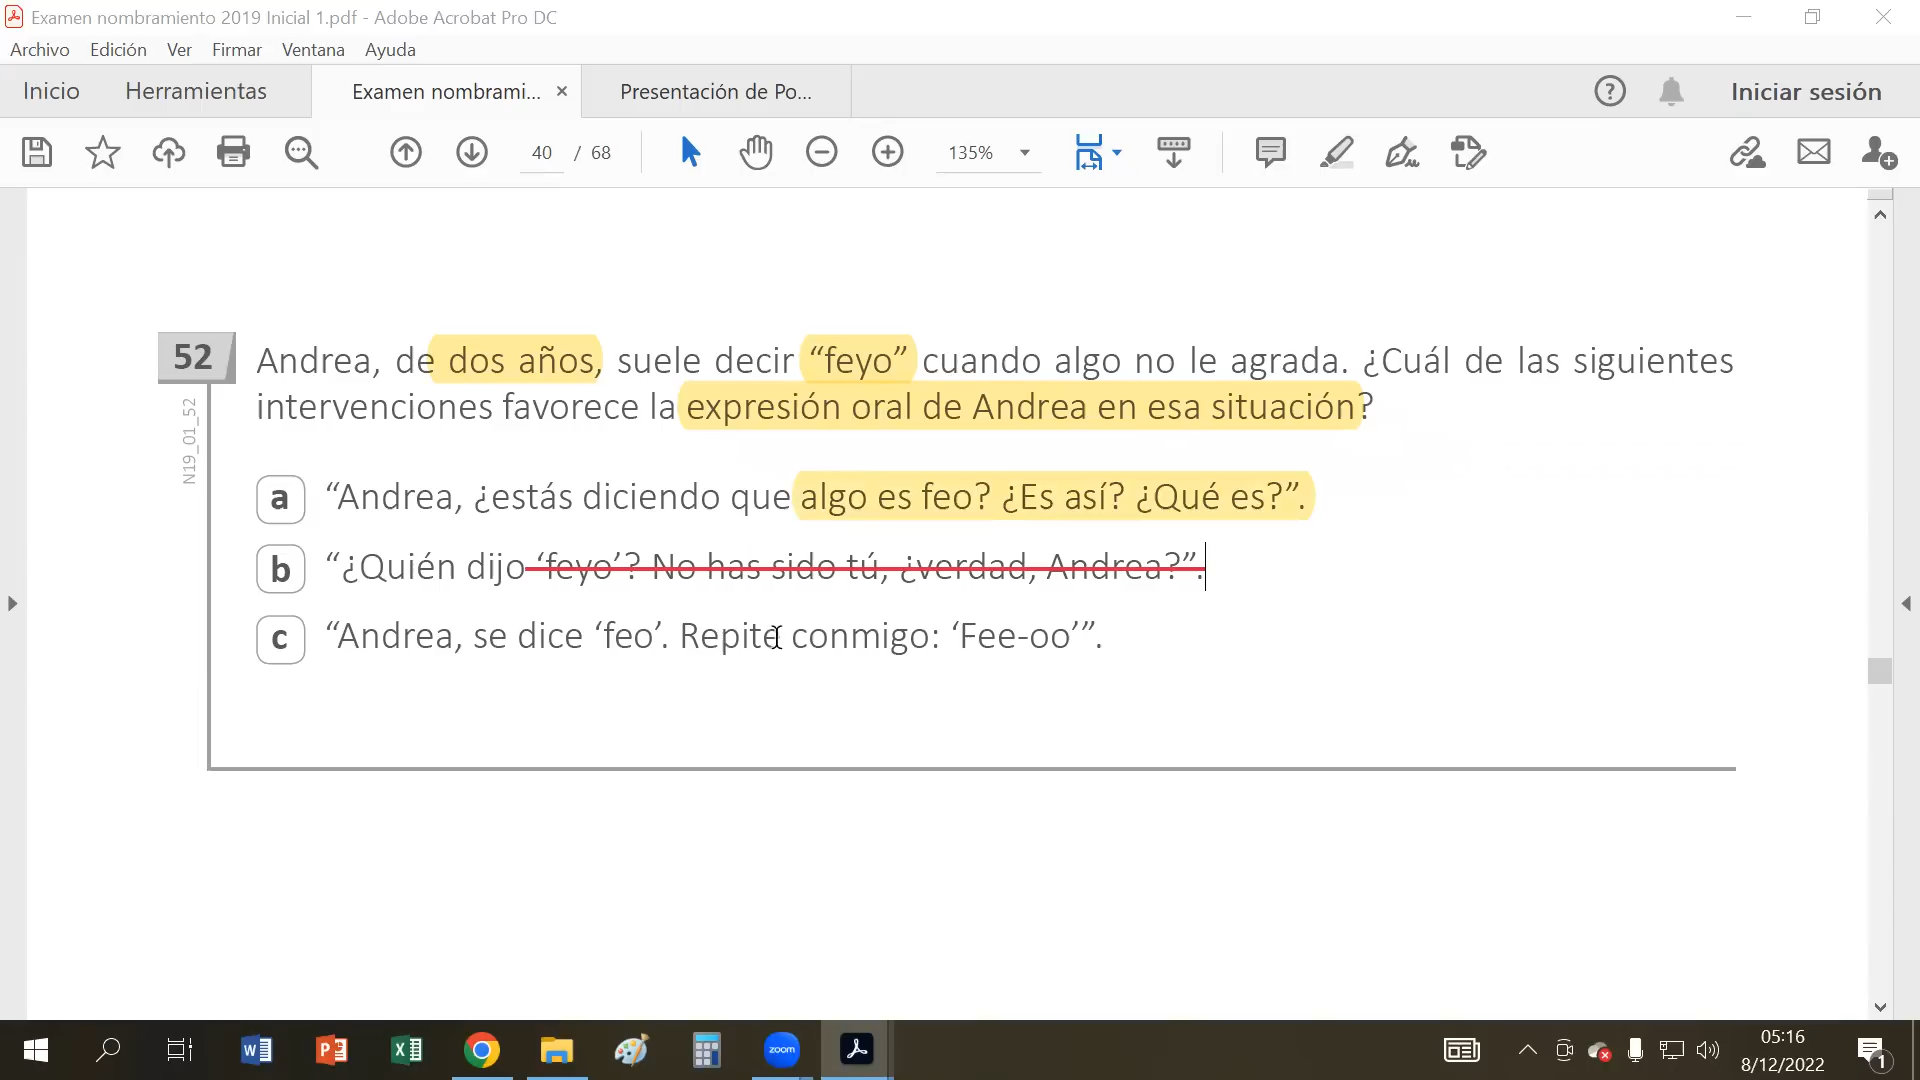 Examen nombramiento 2019 Inicial 1.pdf - Adobe Acrobat Pro DC
Archivo Edición Ver Firmar Ventana Ayuda
Inicio Herramientas Examen nombrami... × Presentación de Po... Iniciar sesión
40 / 68 135%
52 Andrea, de dos años, suele decir “feyo” cuando algo no le agrada. ¿Cuál de las siguientes
intervenciones favorece la expresión oral de Andrea en esa situación?
N19_01_52
a “Andrea, ¿estás diciendo que algo es feo? ¿Es así? ¿Qué es?”.
b “¿Quién dijo ‘feyo’? No has sido tú, ¿verdad, Andrea?”.
c “Andrea, se dice ‘feo’. Repite conmigo: ‘Fee-oo’”.
zoom
05:16
8/12/2022
1